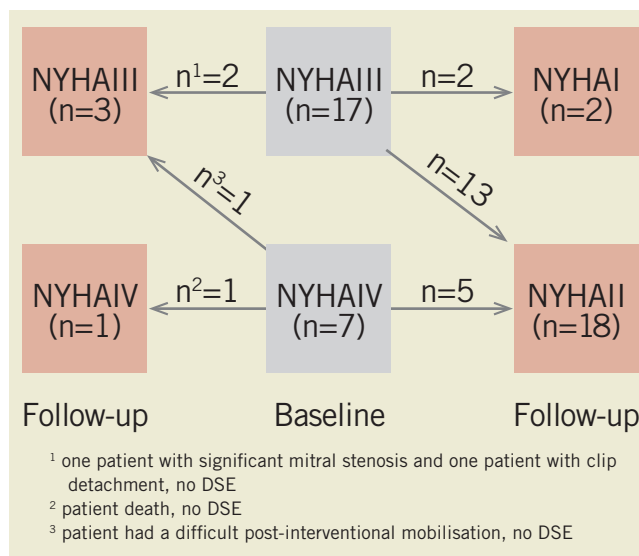 NYHAIII n¹=2 NYHAIII n=2 NYHAI
(n=3) (n=17) (n=2)
n³=1 n=13
NYHAIV n²=1 NYHAIV n=5 NYHAII
(n=1) (n=7) (n=18)
Follow-up Baseline Follow-up
¹ one patient with significant mitral stenosis and one patient with clip
detachment, no DSE
² patient death, no DSE
³ patient had a difficult post-interventional mobilisation, no DSE